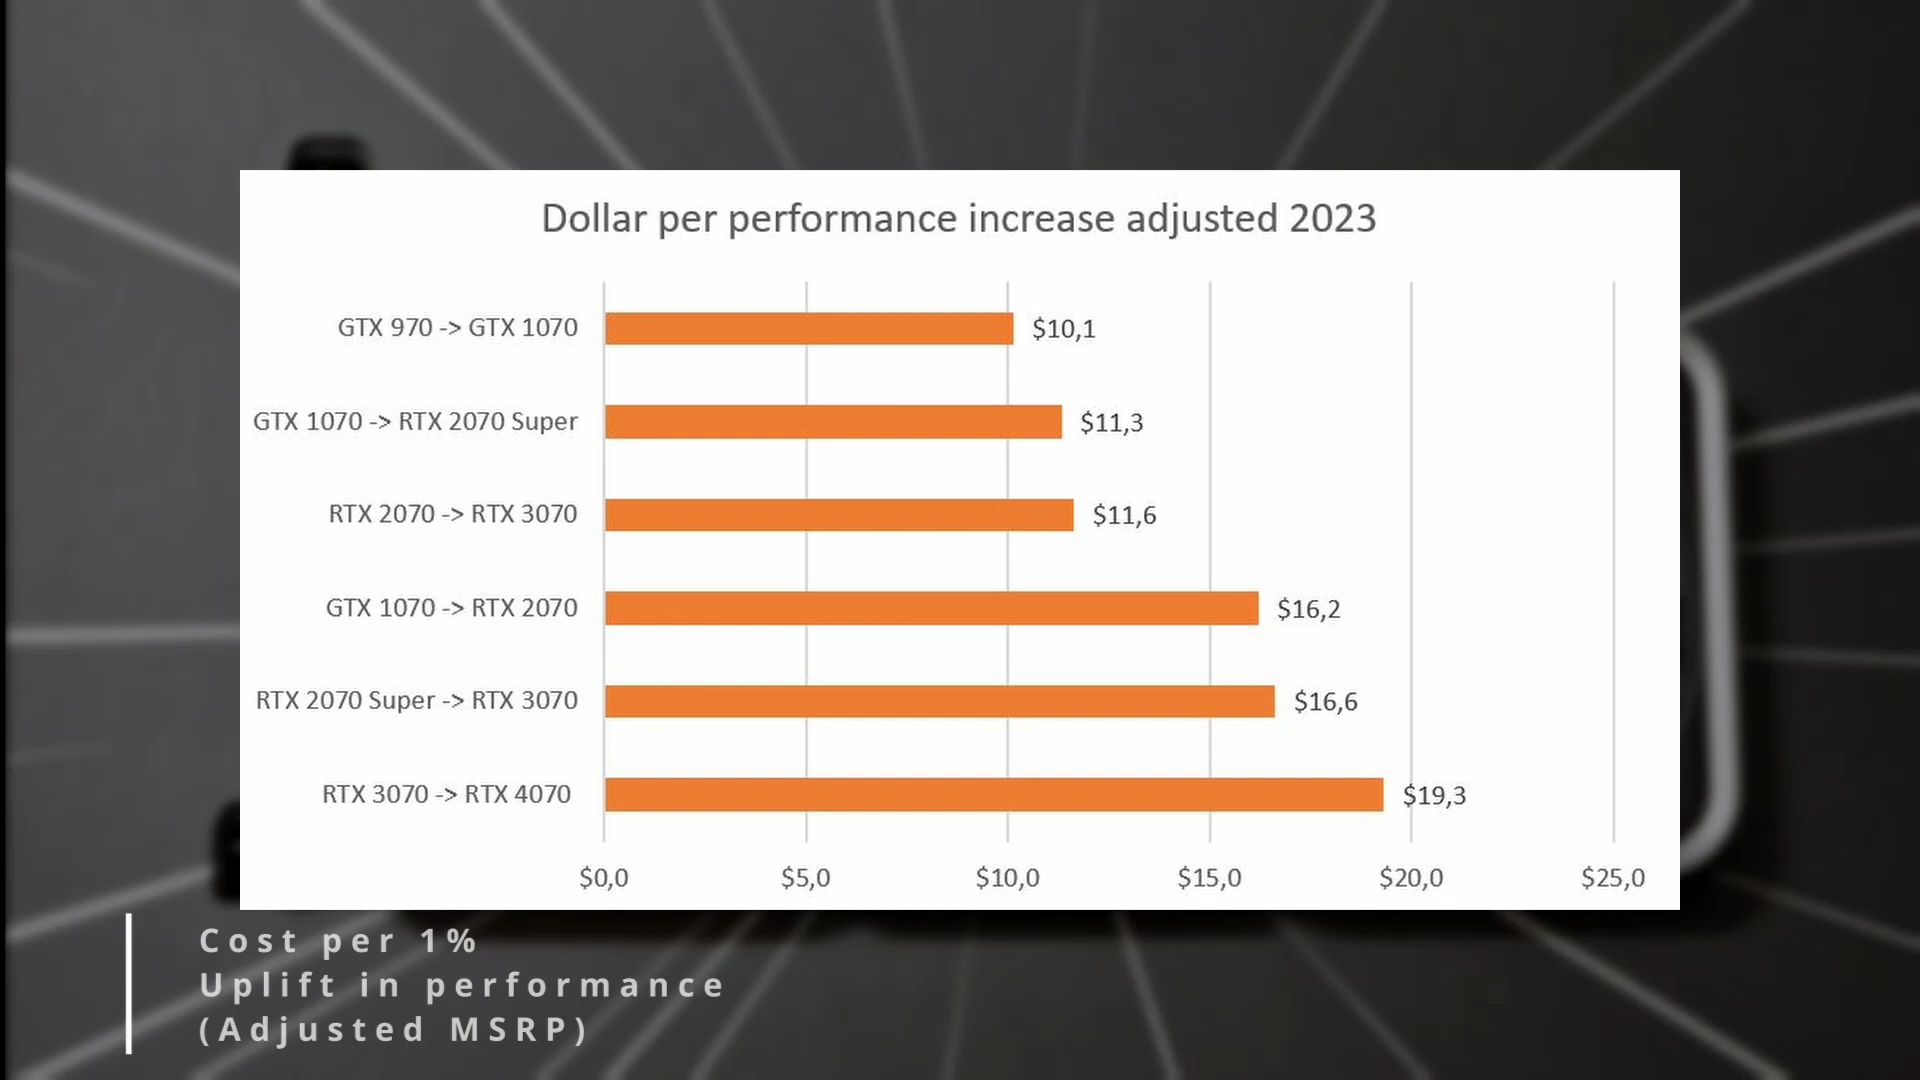 Dollar per performance increase adjusted 2023
GTX 970 -> GTX 1070 $10,1
GTX 1070 -> RTX 2070 Super $11,3
RTX 2070 -> RTX 3070 $11,6
GTX 1070 -> RTX 2070 $16,2
RTX 2070 Super -> RTX 3070 $16,6
RTX 3070 -> RTX 4070 $19,3
$0,0 $5,0 $10,0 $15,0 $20,0 $25,0
Cost per 1%
Uplift in performance
(Adjusted MSRP)